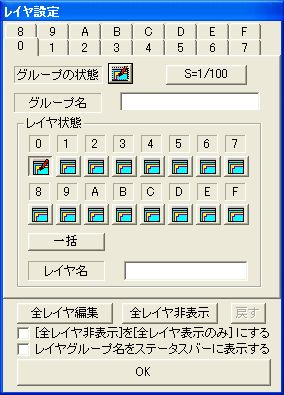 レイヤ設定
8 9 A B C D E F
0 1 2 3 4 5 6 7
グループの状態 S=1/100
グループ名
レイヤ状態
0 1 2 3 4 5 6 7
8 9 A B C D E F
一括
レイヤ名
全レイヤ編集 全レイヤ非表示 戻す
[全レイヤ非表示]を[全レイヤ表示のみ]にする
レイヤグループ名をステータスバーに表示する
OK